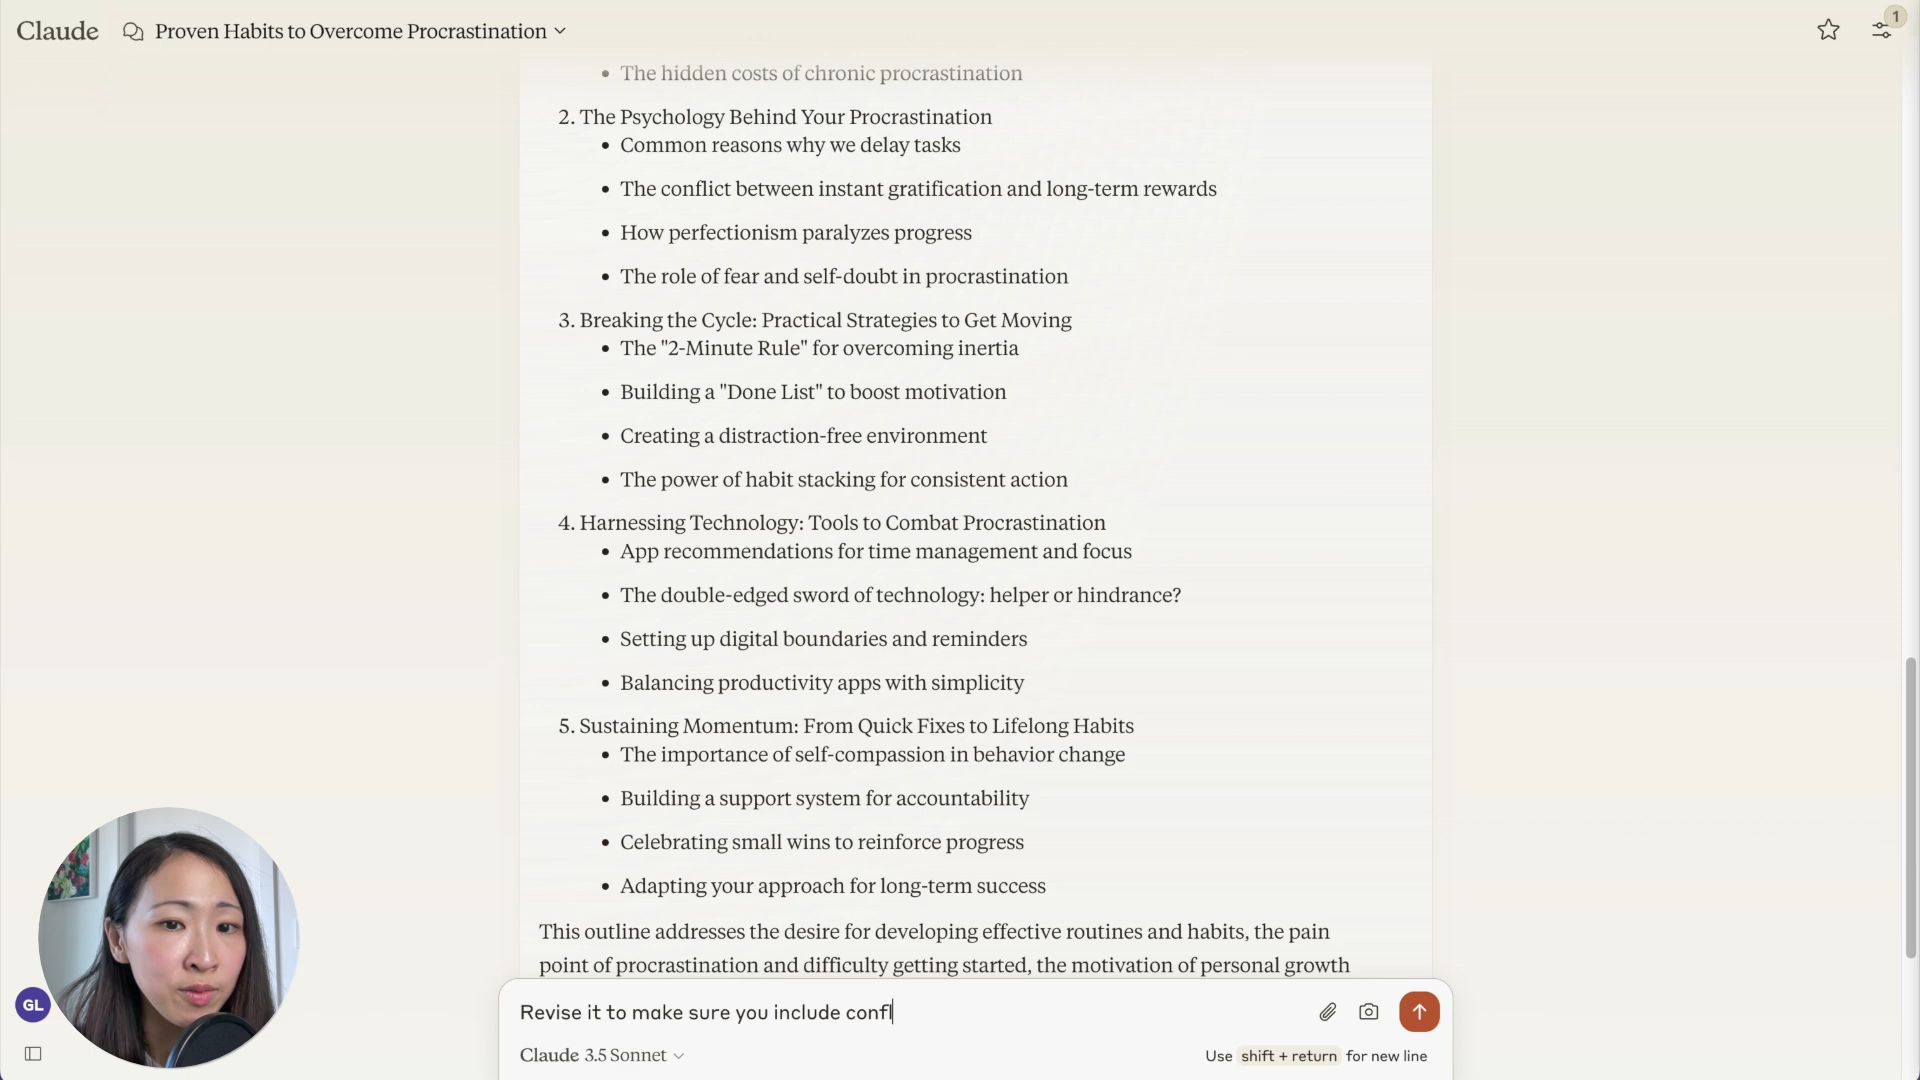 Claude
Proven Habits to Overcome Procrastination
1
• The hidden costs of chronic procrastination
2. The Psychology Behind Your Procrastination
• Common reasons why we delay tasks
• The conflict between instant gratification and long-term rewards
• How perfectionism paralyzes progress
• The role of fear and self-doubt in procrastination
3. Breaking the Cycle: Practical Strategies to Get Moving
• The "2-Minute Rule" for overcoming inertia
• Building a "Done List" to boost motivation
• Creating a distraction-free environment
• The power of habit stacking for consistent action
4. Harnessing Technology: Tools to Combat Procrastination
• App recommendations for time management and focus
• The double-edged sword of technology: helper or hindrance?
• Setting up digital boundaries and reminders
• Balancing productivity apps with simplicity
5. Sustaining Momentum: From Quick Fixes to Lifelong Habits
• The importance of self-compassion in behavior change
• Building a support system for accountability
• Celebrating small wins to reinforce progress
• Adapting your approach for long-term success
This outline addresses the desire for developing effective routines and habits, the pain
point of procrastination and difficulty getting started, the motivation of personal growth
GL
Revise it to make sure you include confl
Claude 3.5 Sonnet
Use shift + return for new line